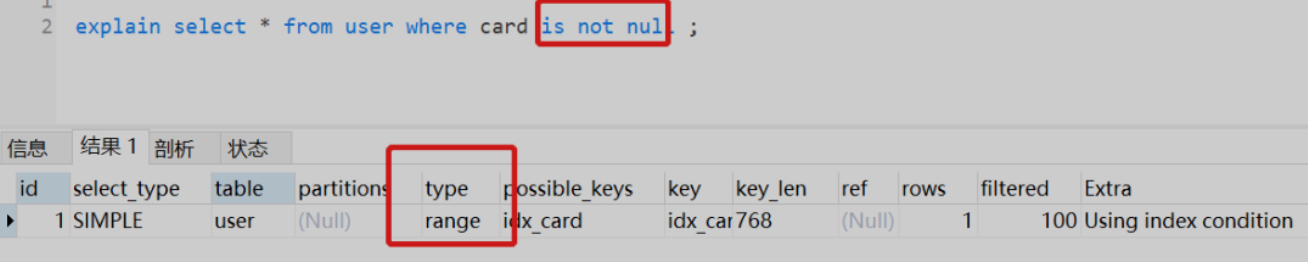 2 explain select * from user where card is not null ;
信息 结果 1 剖析 状态
id select_type table partitions type possible_keys key key_len ref rows filtered Extra
1 SIMPLE user (Null) range idx_card idx_car 768 (Null) 1 100 Using index condition